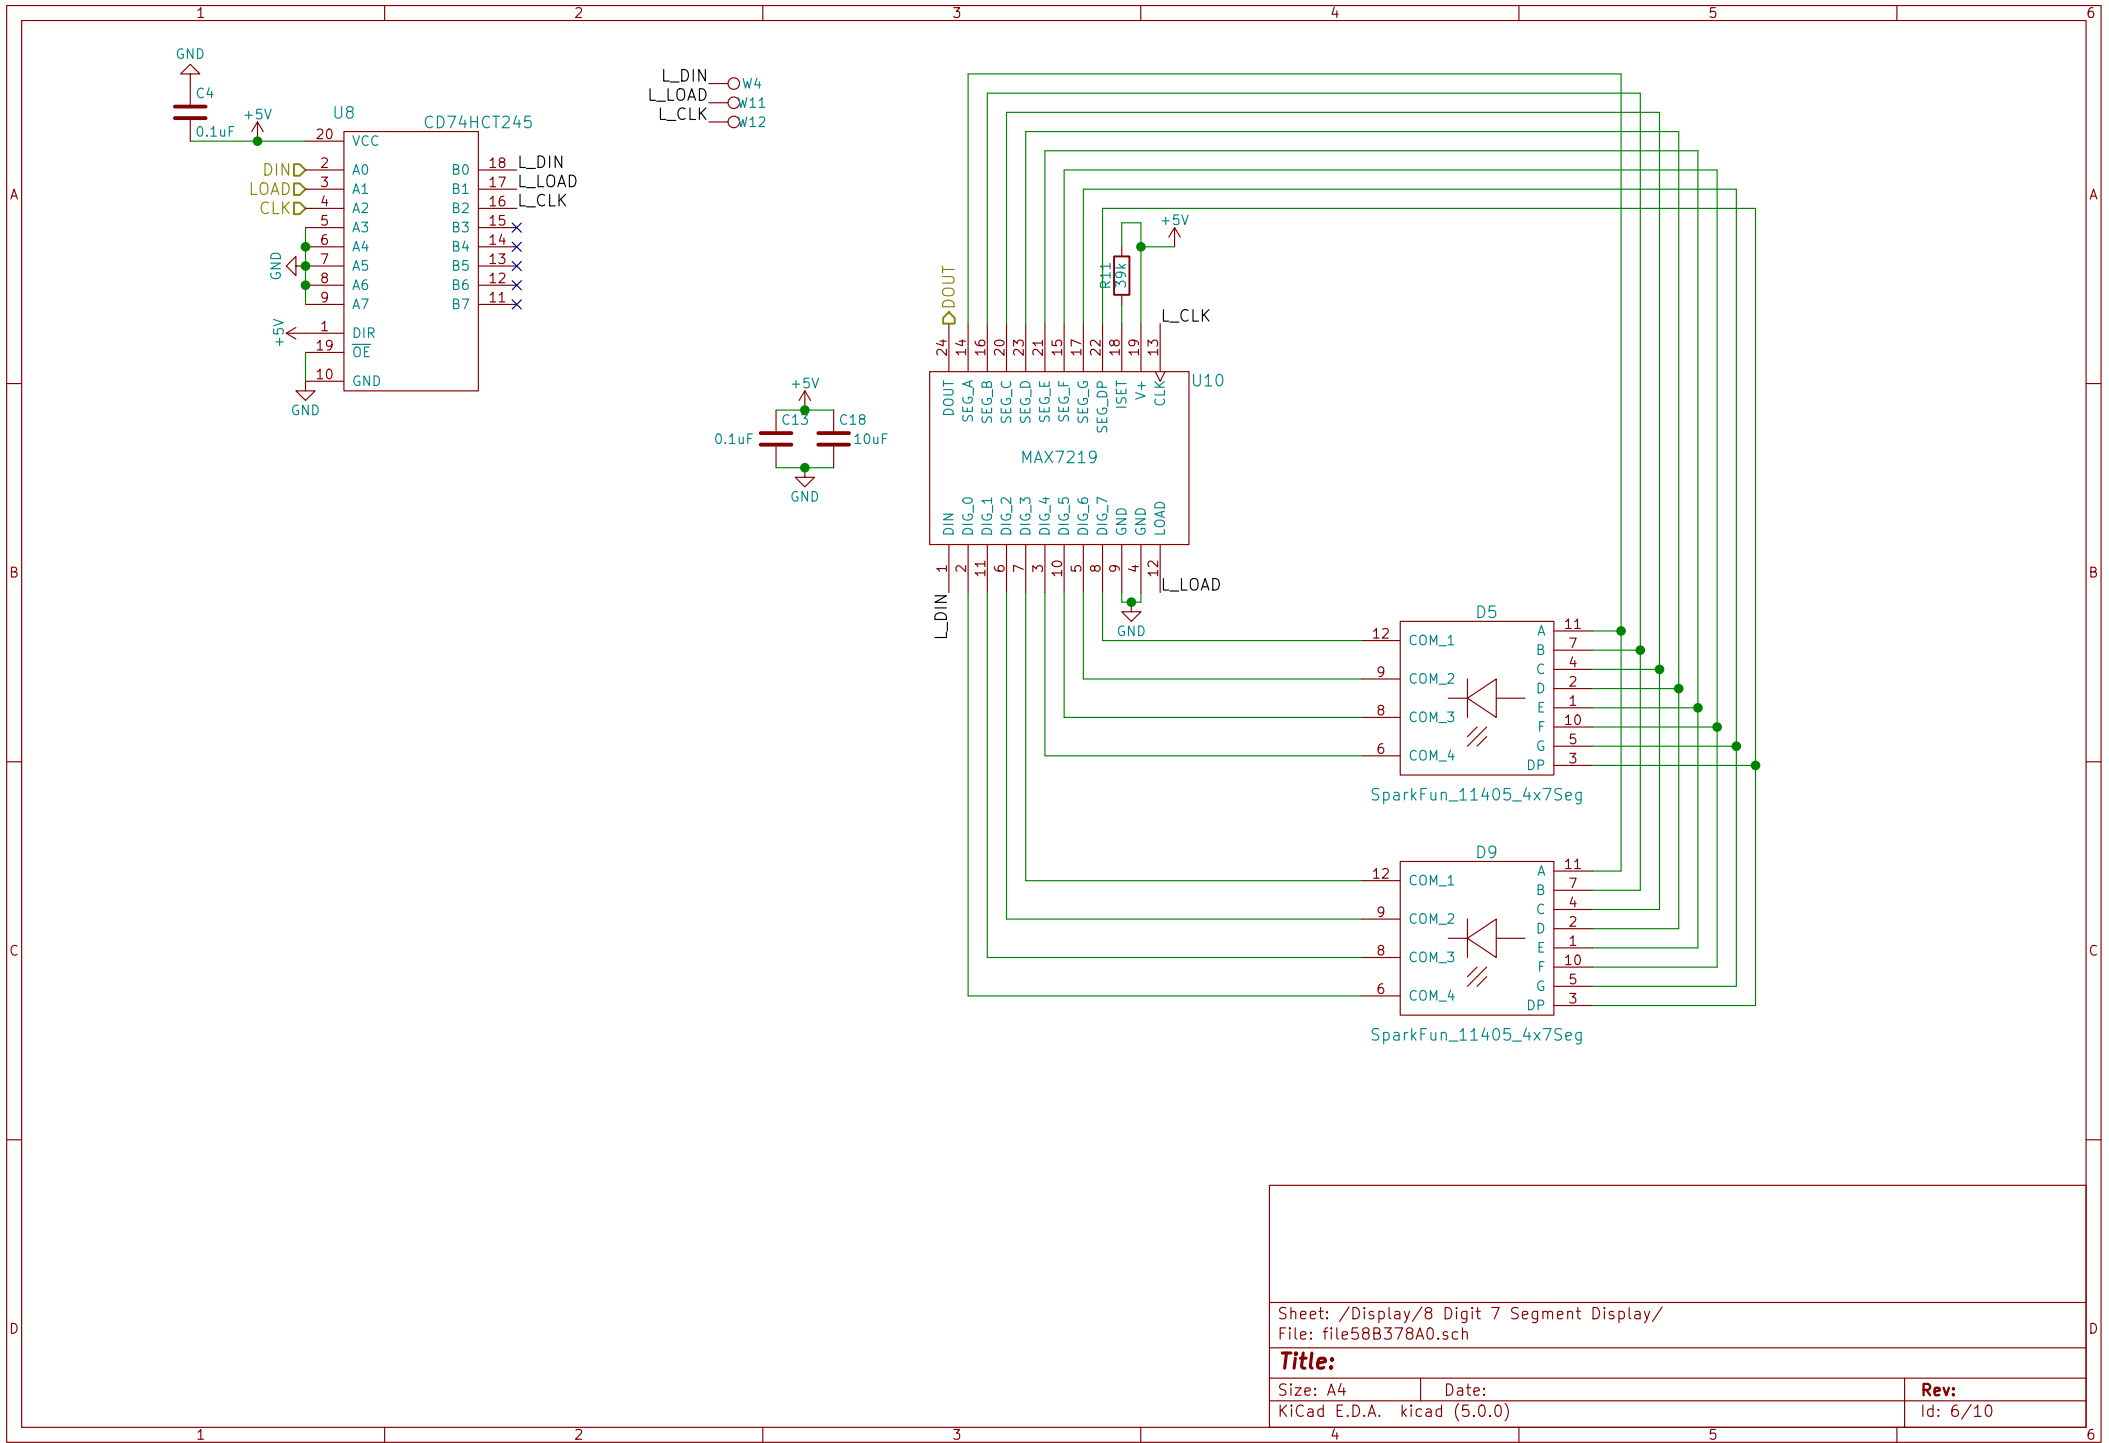 1 2 3 4 5 6
A
B
C
D
GND
C4
0.1uF
+5V
U8
CD74HCT245
20 VCC
DIN 2 A0 B0 18 L_DIN
LOAD 3 A1 B1 17 L_LOAD
CLK 4 A2 B2 16 L_CLK
5 A3 B3 15
6 A4 B4 14
GND 7 A5 B5 13
8 A6 B6 12
9 A7 B7 11
+5V 1 DIR
19 OE
10 GND
GND
L_DIN W4
L_LOAD W11
L_CLK W12
+5V
C13 C18
0.1uF 10uF
GND
+5V
R11
39k
DOUT
L_CLK
24 14 16 20 23 21 15 17 22 18 19 13
DOUT SEG_A SEG_B SEG_C SEG_D SEG_E SEG_F SEG_G SEG_DP ISET V+ CLK
U10
MAX7219
DIN DIG_0 DIG_1 DIG_2 DIG_3 DIG_4 DIG_5 DIG_6 DIG_7 GND GND LOAD
1 2 11 6 7 3 10 5 8 9 4 12
L_LOAD
L_DIN
GND
D5
12 COM_1
9 COM_2
8 COM_3
6 COM_4
A 11
B 7
C 4
D 2
E 1
F 10
G 5
DP 3
SparkFun_11405_4x7Seg
D9
12 COM_1
9 COM_2
8 COM_3
6 COM_4
A 11
B 7
C 4
D 2
E 1
F 10
G 5
DP 3
SparkFun_11405_4x7Seg
Sheet: /Display/8 Digit 7 Segment Display/
File: file58B378A0.sch
Title:
Size: A4 Date: Rev:
KiCad E.D.A. kicad (5.0.0) Id: 6/10
A
B
C
D
1 2 3 4 5 6